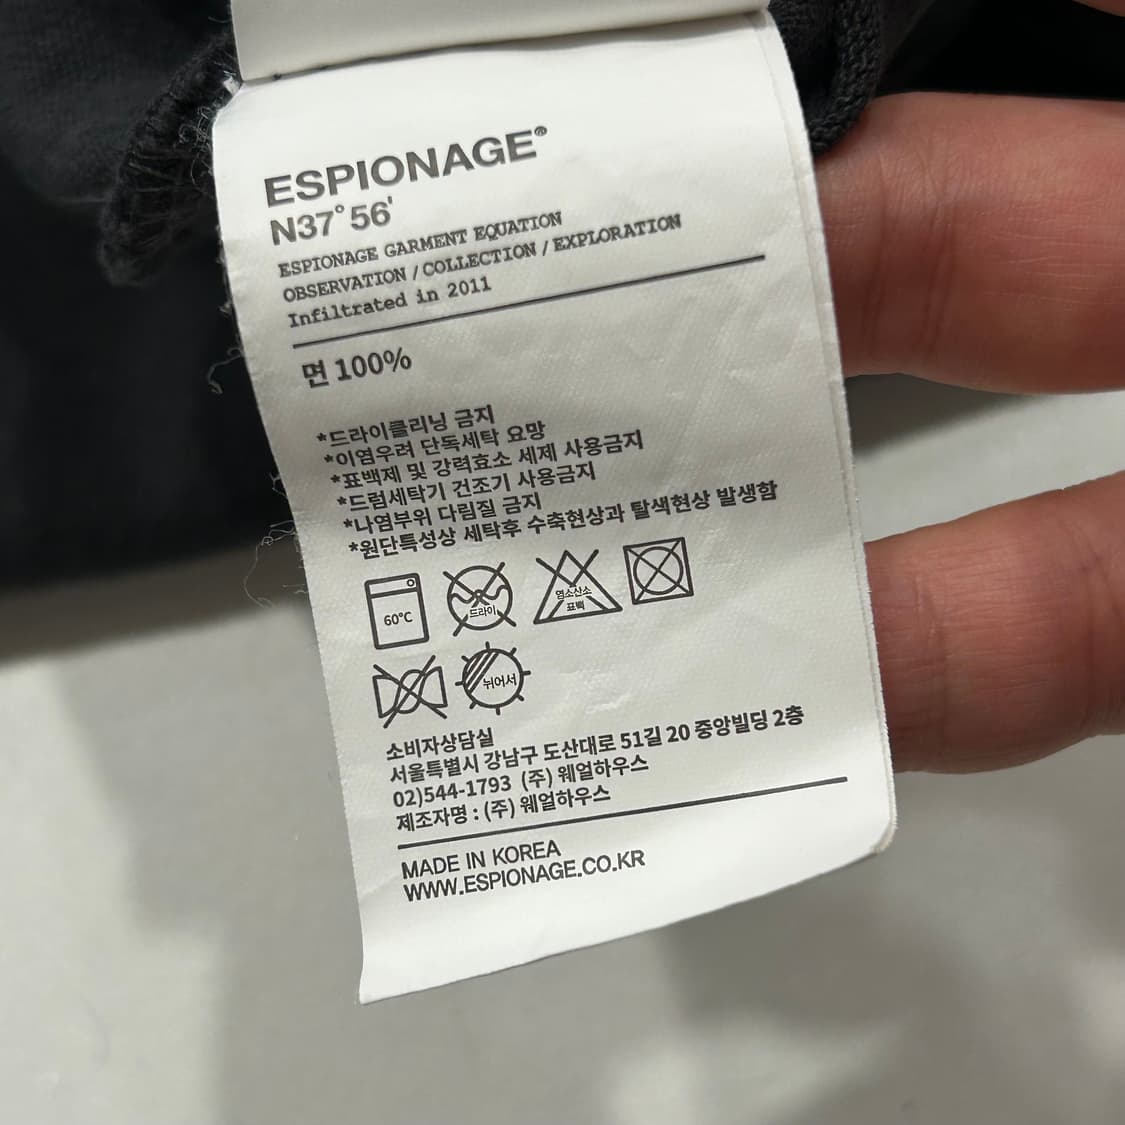 ESPIONAGE®
N37°56'
ESPIONAGE GARMENT EQUATION
OBSERVATION / COLLECTION / EXPLORATION
Infiltrated in 2011
면 100%
*드라이클리닝 금지
*이염우려 단독세탁 요망
*표백제 및 강력효소 세제 사용금지
*드럼세탁기 건조기 사용금지
*나염부위 다림질 금지
*원단특성상 세탁후 수축현상과 탈색현상 발생함
60℃
드라이
염소산소
표백
뉘어서
소비자상담실
서울특별시 강남구 도산대로 51길 20 중앙빌딩 2층
02)544-1793 (주) 웨얼하우스
제조자명 : (주) 웨얼하우스
MADE IN KOREA
WWW.ESPIONAGE.CO.KR